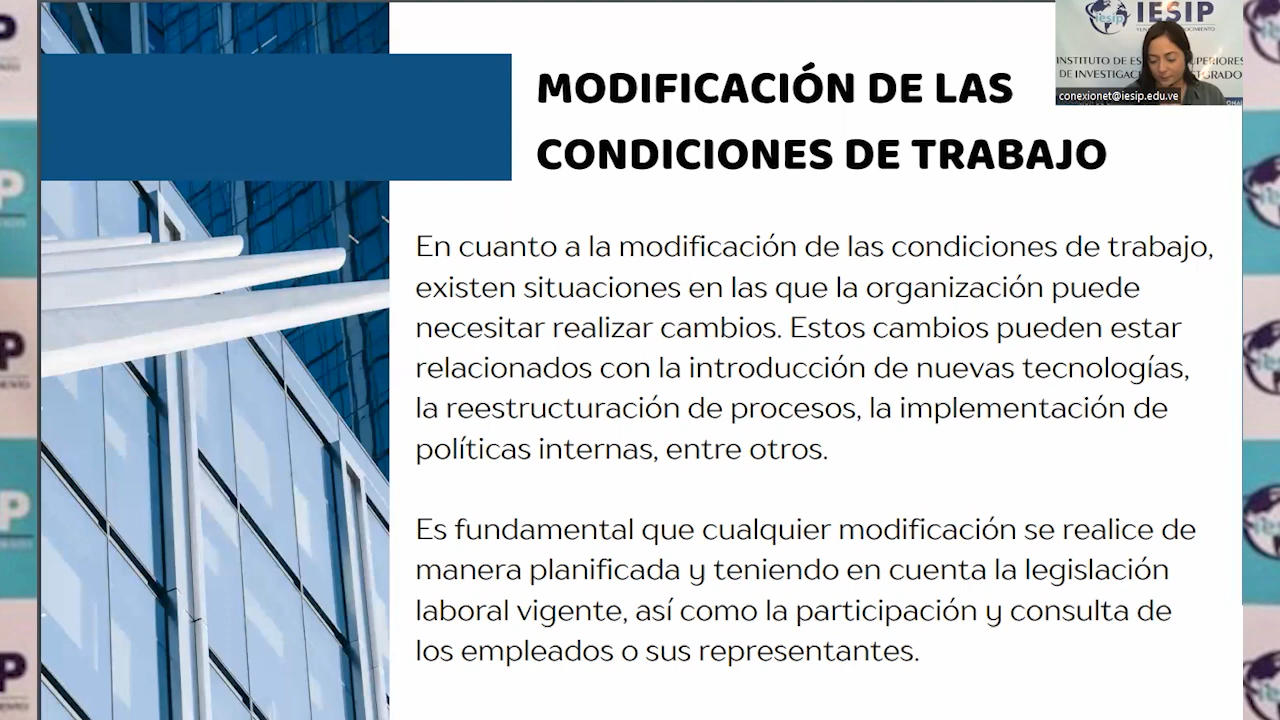 IESIP
INSTITUTO DE
DE
conexionet@iesip.edu.ve
MODIFICACIÓN DE LAS
CONDICIONES DE TRABAJO
En cuanto a la modificación de las condiciones de trabajo,
existen situaciones en las que la organización puede
necesitar realizar cambios. Estos cambios pueden estar
relacionados con la introducción de nuevas tecnologías,
la reestructuración de procesos, la implementación de
políticas internas, entre otros.
Es fundamental que cualquier modificación se realice de
manera planificada y teniendo en cuenta la legislación
laboral vigente, así como la participación y consulta de
los empleados o sus representantes.